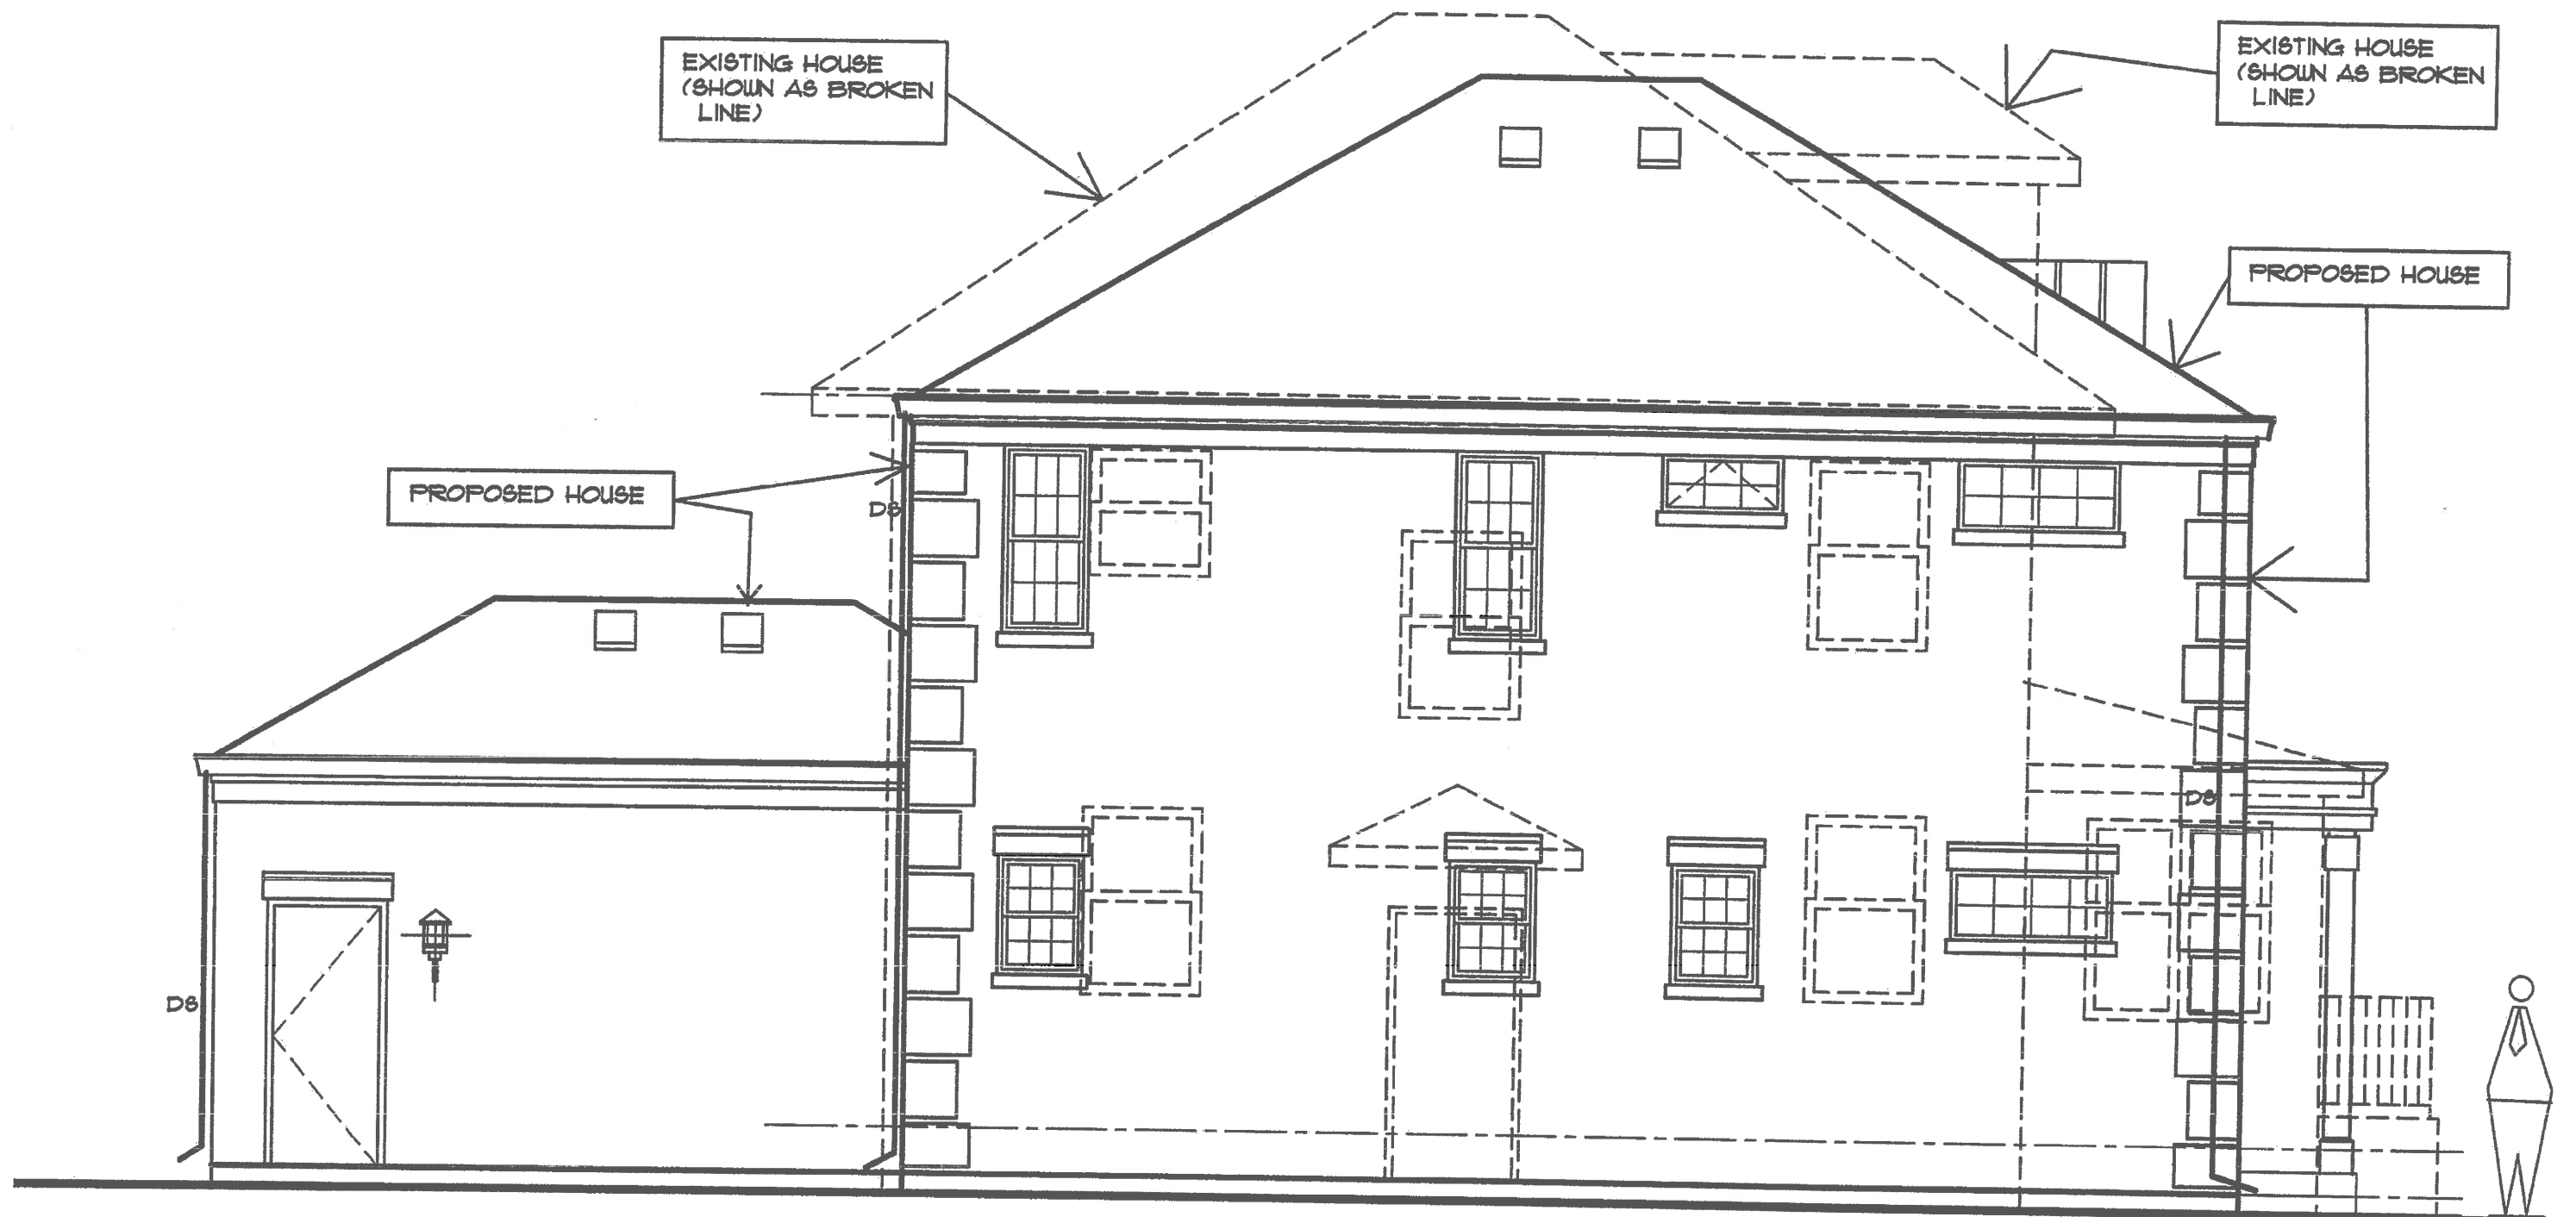 EXISTING HOUSE
(SHOWN AS BROKEN
LINE)
EXISTING HOUSE
(SHOWN AS BROKEN
LINE)
PROPOSED HOUSE
PROPOSED HOUSE
DS
DS
DS